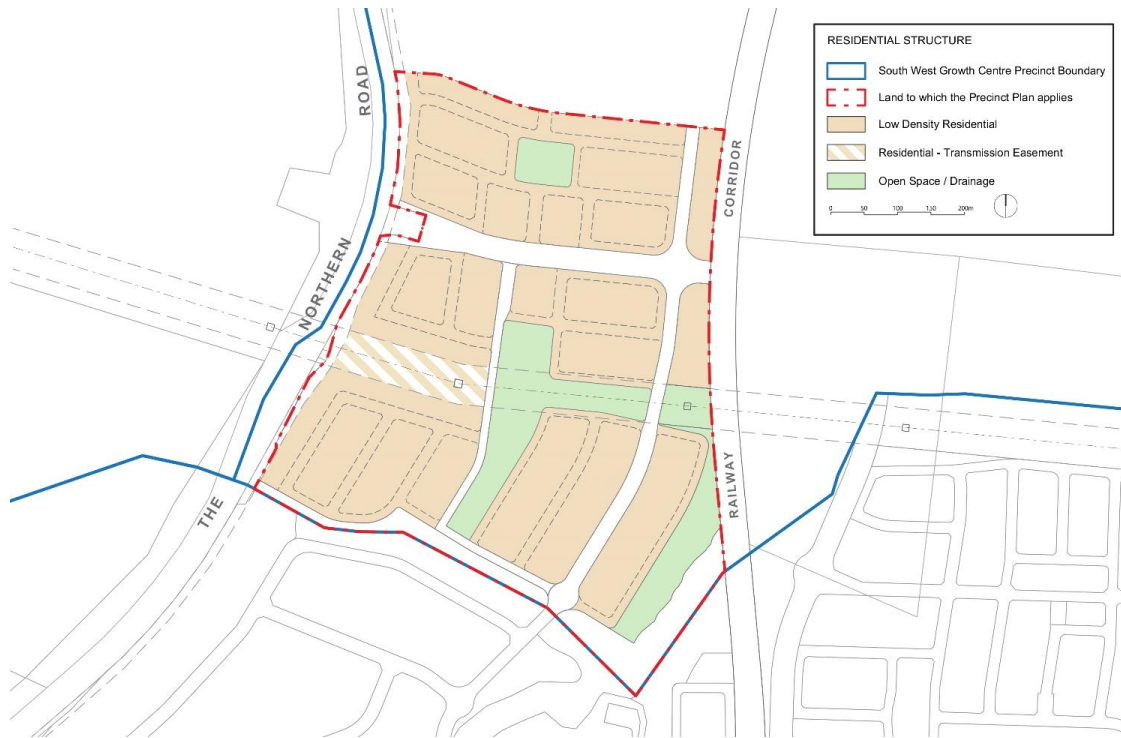 RESIDENTIAL STRUCTURE
South West Growth Centre Precinct Boundary
Land to which the Precinct Plan applies
Low Density Residential
Residential - Transmission Easement
Open Space / Drainage
0 50 100 150 200m
THE NORTHERN ROAD
RAILWAY CORRIDOR